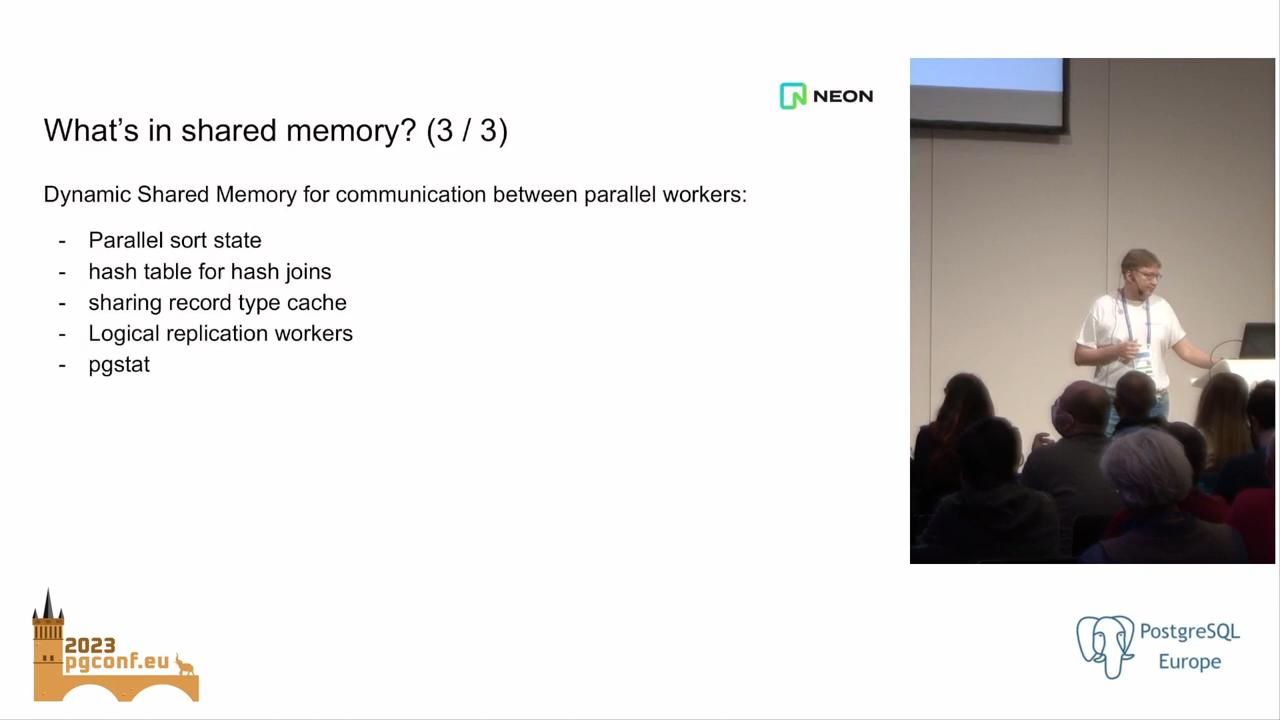 NEON
What’s in shared memory? (3 / 3)
Dynamic Shared Memory for communication between parallel workers:
- Parallel sort state
- hash table for hash joins
- sharing record type cache
- Logical replication workers
- pgstat
2023
pgconf.eu
PostgreSQL
Europe